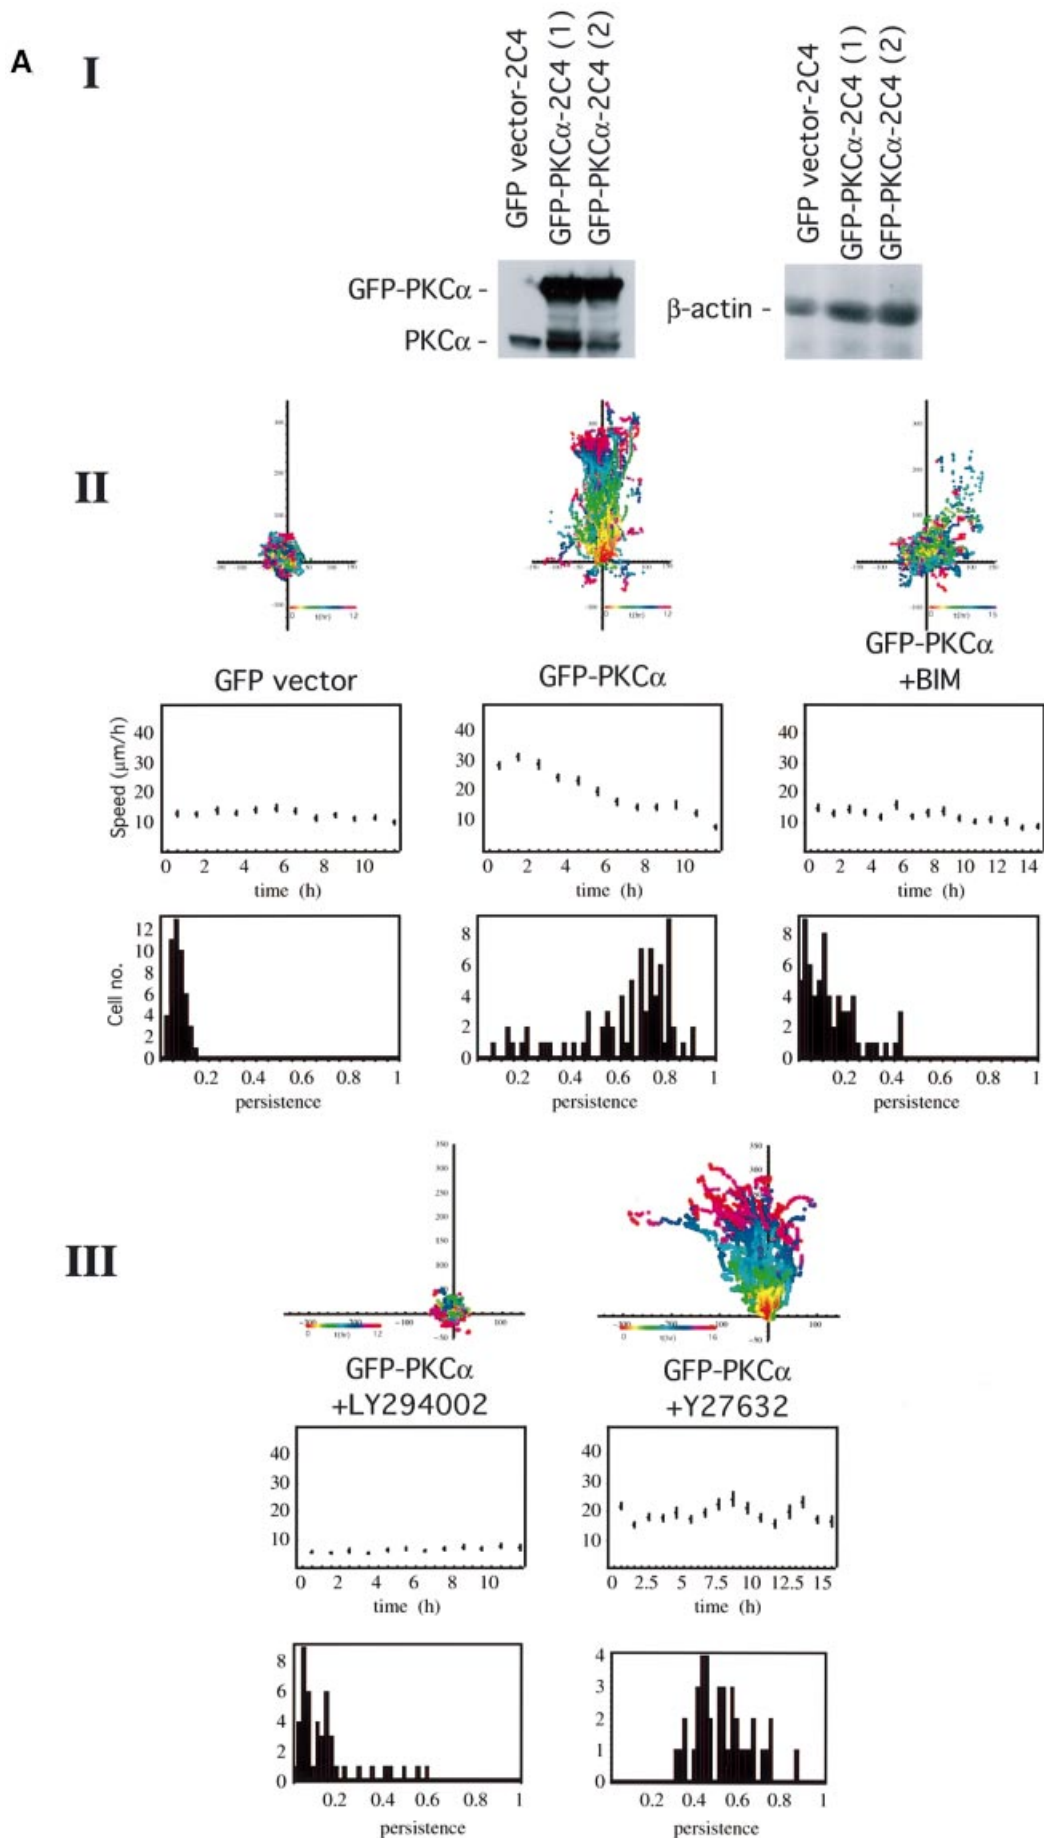 A I
GFP vector-2C4
GFP-PKCα-2C4 (1)
GFP-PKCα-2C4 (2)
GFP vector-2C4
GFP-PKCα-2C4 (1)
GFP-PKCα-2C4 (2)
GFP-PKCα -
PKCα -
β-actin -
II
GFP vector
GFP-PKCα
GFP-PKCα
+BIM
Speed (μm/h)
40 30 20 10
0 2 4 6 8 10
time (h)
40 30 20 10
0 2 4 6 8 10
time (h)
40 30 20 10
0 2 4 6 8 10 12 14
time (h)
Cell no.
12 10 8 6 4 2 0
0.2 0.4 0.6 0.8 1
persistence
8 6 4 2 0
0.2 0.4 0.6 0.8 1
persistence
8 6 4 2 0
0.2 0.4 0.6 0.8 1
persistence
III
350
300
250
200
150
100
GFP-PKCα
+LY294002
GFP-PKCα
+Y27632
40 30 20 10
0 2 4 6 8 10
time (h)
40 30 20 10
0 2.5 5 7.5 10 12.5 15
time (h)
8 6 4 2 0
0.2 0.4 0.6 0.8 1
persistence
4 3 2 1 0
0.2 0.4 0.6 0.8 1
persistence